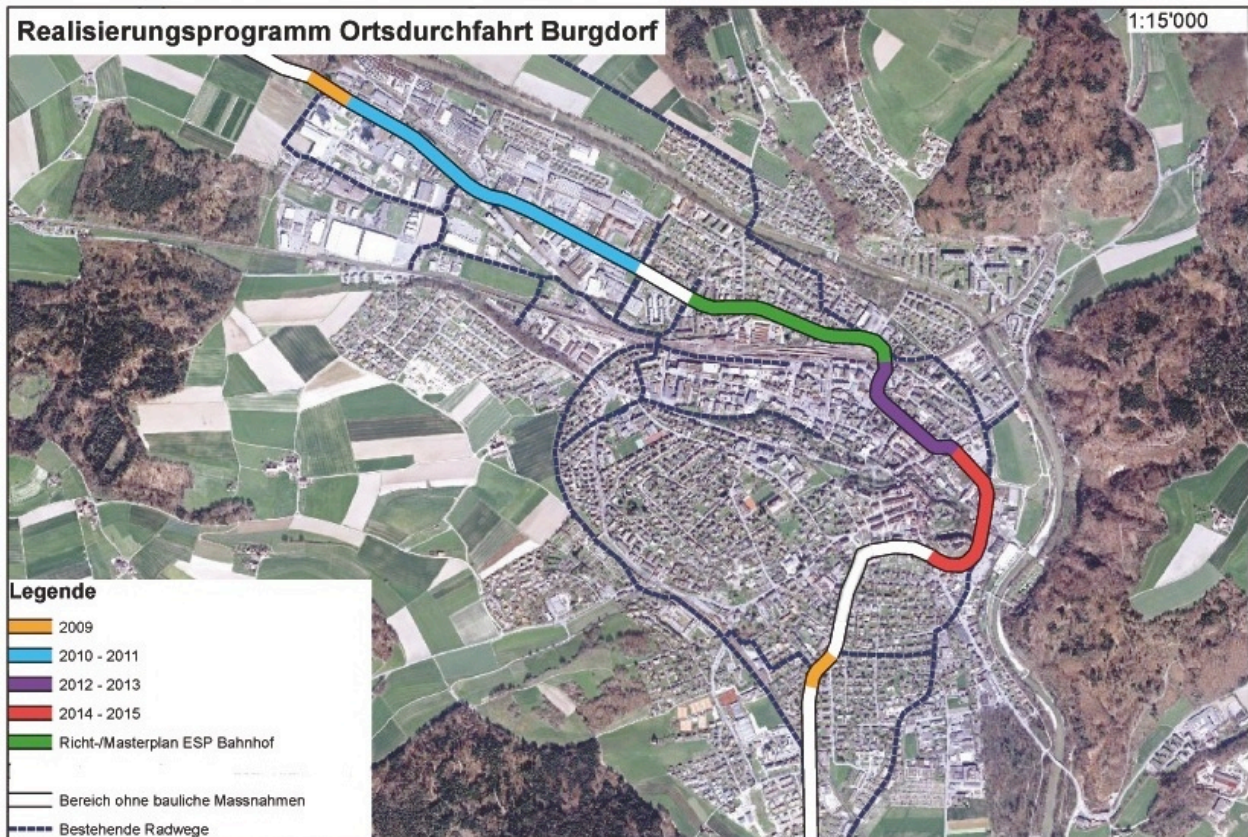 Realisierungsprogramm Ortsdurchfahrt Burgdorf
1:15'000
Legende
2009
2010 - 2011
2012 - 2013
2014 - 2015
Richt-/Masterplan ESP Bahnhof
Bereich ohne bauliche Massnahmen
Bestehende Radwege